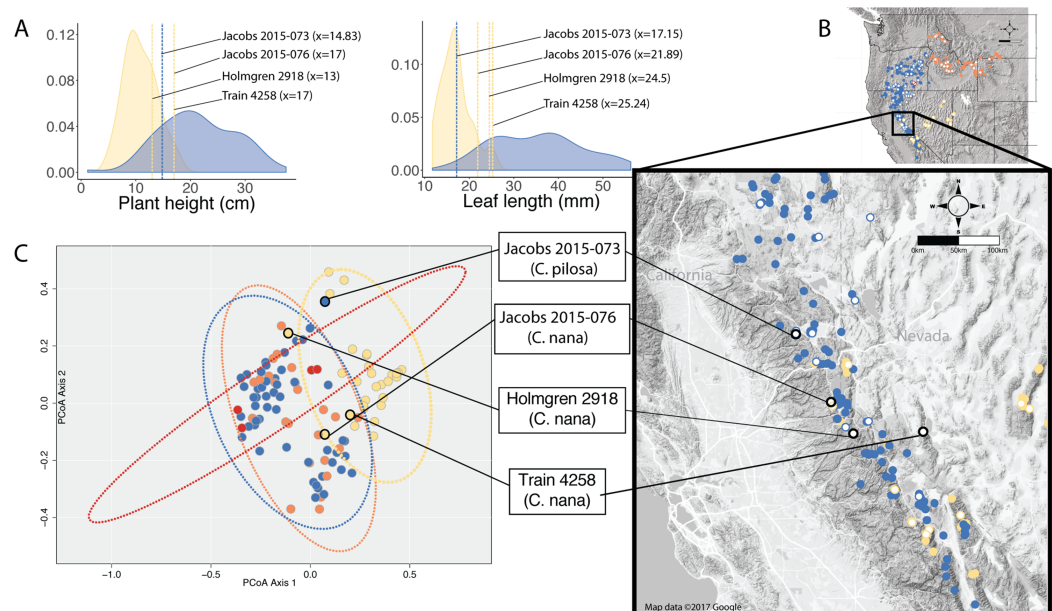 A
0.12
0.08
0.04
0.00
0
10
20
30
Plant height (cm)
Jacobs 2015-073 (x=14.83)
Jacobs 2015-076 (x=17)
Holmgren 2918 (x=13)
Train 4258 (x=17)
0.10
0.05
0.00
10
20
30
50
Leaf length (mm)
Jacobs 2015-073 (x=17.15)
Jacobs 2015-076 (x=21.89)
Holmgren 2918 (x=24.5)
Train 4258 (x=25.24)
B
C
0.4
0.2
0.0
-0.2
-0.4
PCoA Axis 2
-1.0
-0.5
0.0
0.5
PCoA Axis 1
Jacobs 2015-073
(C. pilosa)
Jacobs 2015-076
(C. nana)
Holmgren 2918
(C. nana)
Train 4258
(C. nana)
N
W
E
S
0km
50km
100km
California
Nevada
Map data ©2017 Google